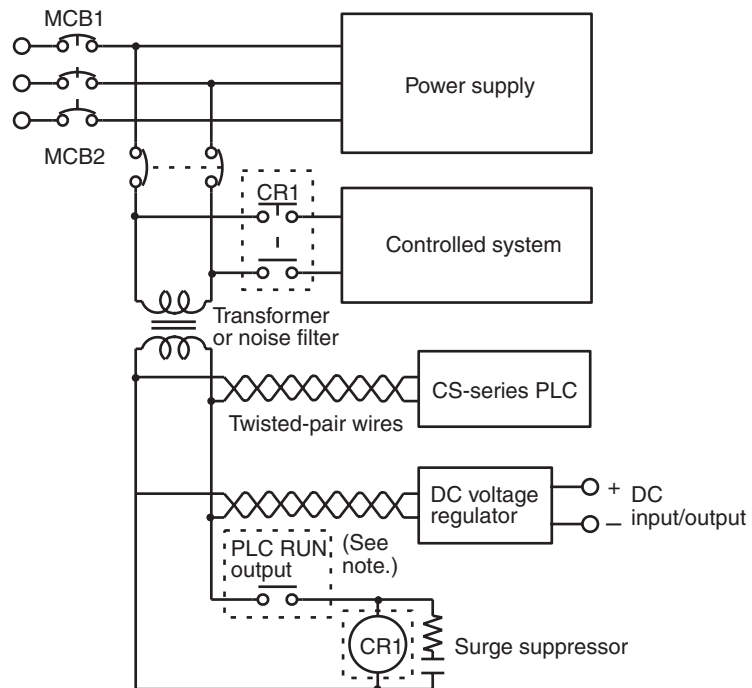 MCB1
Power supply
MCB2
CR1
Controlled system
Transformer
or noise filter
CS-series PLC
Twisted-pair wires
DC voltage
regulator
+
–
DC
input/output
PLC RUN
output
(See
note.)
CR1
Surge suppressor